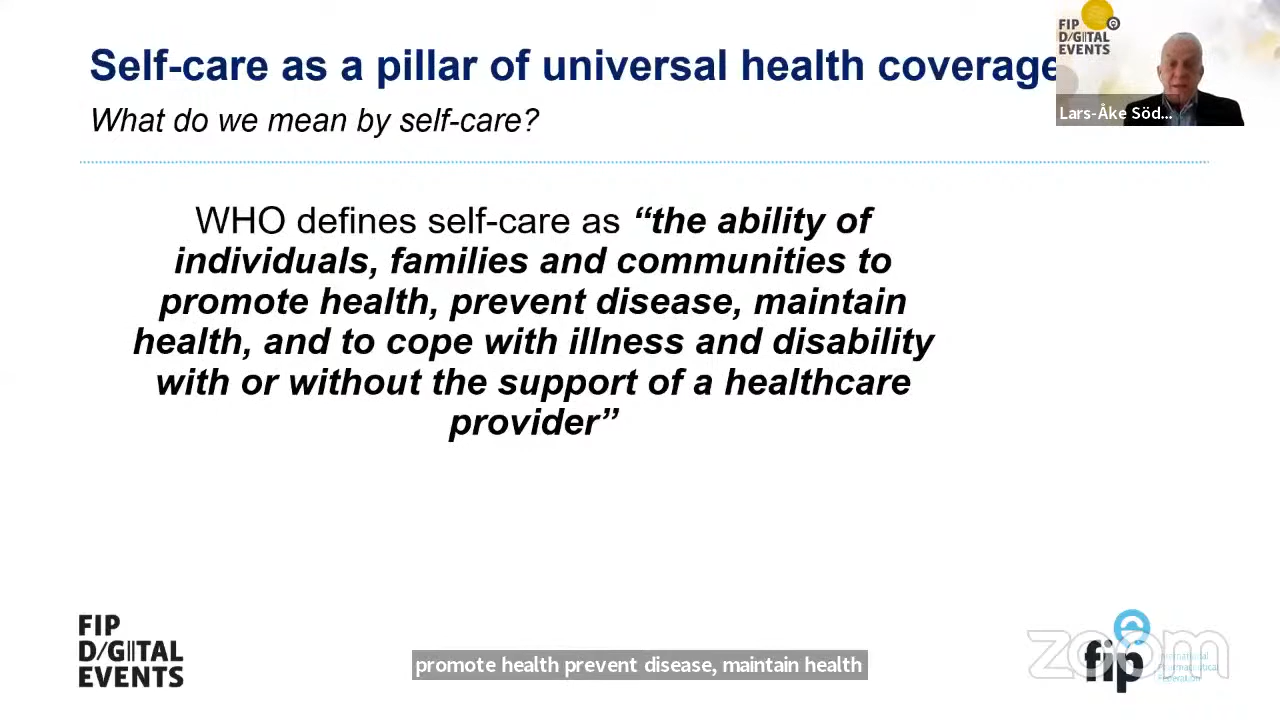 Self-care as a pillar of universal health coverage
What do we mean by self-care?
FIP
D/GITAL
EVENTS
Lars-Åke Söd...
WHO defines self-care as “the ability of
individuals, families and communities to
promote health, prevent disease, maintain
health, and to cope with illness and disability
with or without the support of a healthcare
provider”
FIP
D/GITAL
EVENTS
promote health prevent disease, maintain health
zoom
fip
International
Pharmaceutical
Federation